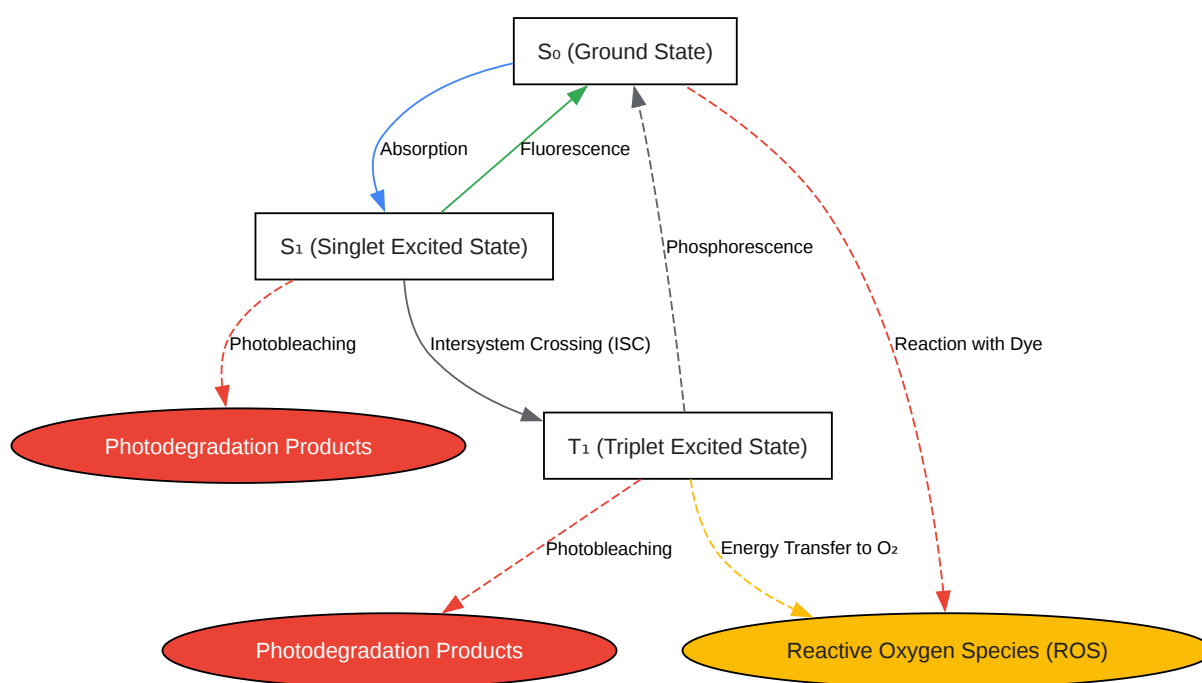 S₀ (Ground State)
Absorption
Fluorescence
S₁ (Singlet Excited State)
Phosphorescence
Photobleaching
Intersystem Crossing (ISC)
Reaction with Dye
Photodegradation Products
T₁ (Triplet Excited State)
Photobleaching
Energy Transfer to O₂
Photodegradation Products
Reactive Oxygen Species (ROS)